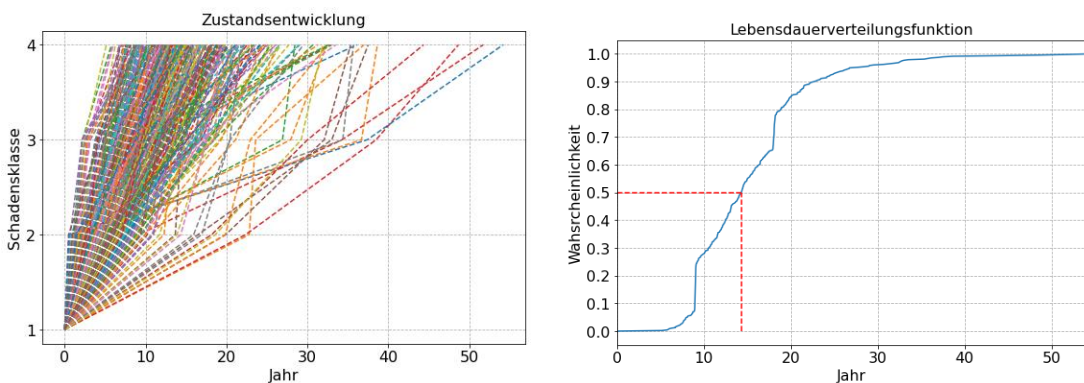 Zustandsentwicklung
Schadensklasse
4
3
2
1
0 10 20 30 40 50
Jahr
Lebensdauerverteilungsfunktion
Wahsrcheinlichkeit
1.0
0.9
0.8
0.7
0.6
0.5
0.4
0.3
0.2
0.1
0.0
0 10 20 30 40 50
Jahr